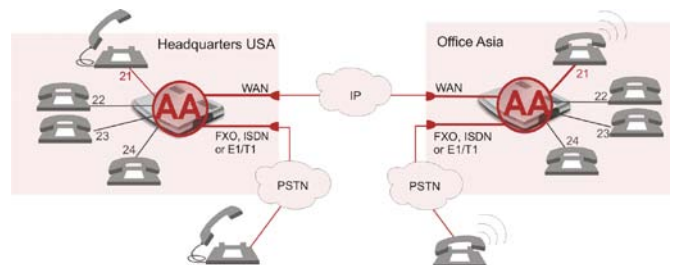 Headquarters USA
21
22
23
24
AA
WAN
FXO, ISDN
or E1/T1
PSTN
IP
Office Asia
21
22
23
24
AA
WAN
FXO, ISDN
or E1/T1
PSTN